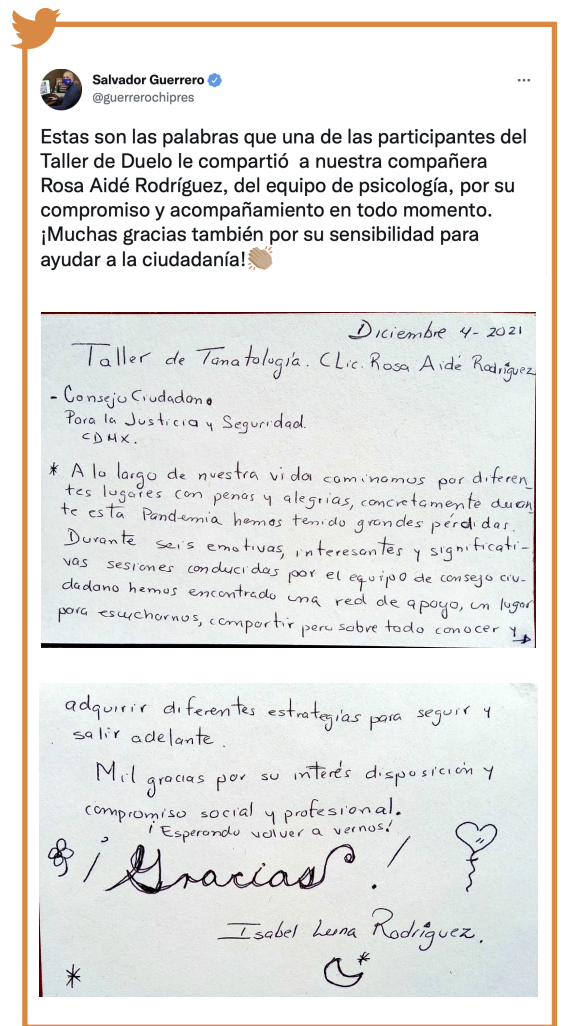 Salvador Guerrero
@guerrerochipres
Estas son las palabras que una de las participantes del
Taller de Duelo le compartió a nuestra compañera
Rosa Aidé Rodríguez, del equipo de psicología, por su
compromiso y acompañamiento en todo momento.
¡Muchas gracias también por su sensibilidad para
ayudar a la ciudadanía!👏🏽
Diciembre 4-2021
Taller de Tanatología. CLic. Rosa Aidé Rodríguez
- Consejo Ciudadano
Para la Justicia y Seguridad.
CDMX.
* A lo largo de nuestra vida caminamos por diferen
tes lugares con penas y alegrias, concretamente duran
te esta Pandemia hemos tenido grandes pérdidas.
Durante seis emotivas, interesantes y significati-
vas sesiones conducidas por el equipo de consejo ciu-
dadano hemos encontrado una red de apoyo, un lugar
para escucharnos, compartir pero sobre todo conocer y
adquirir diferentes estrategías para seguir y
salir adelante.
Mil gracias por su interés disposición y
compromiso social y profesional.
¡Esperando volver a vernos!
¡Gracias!
Isabel Luna Rodríguez.